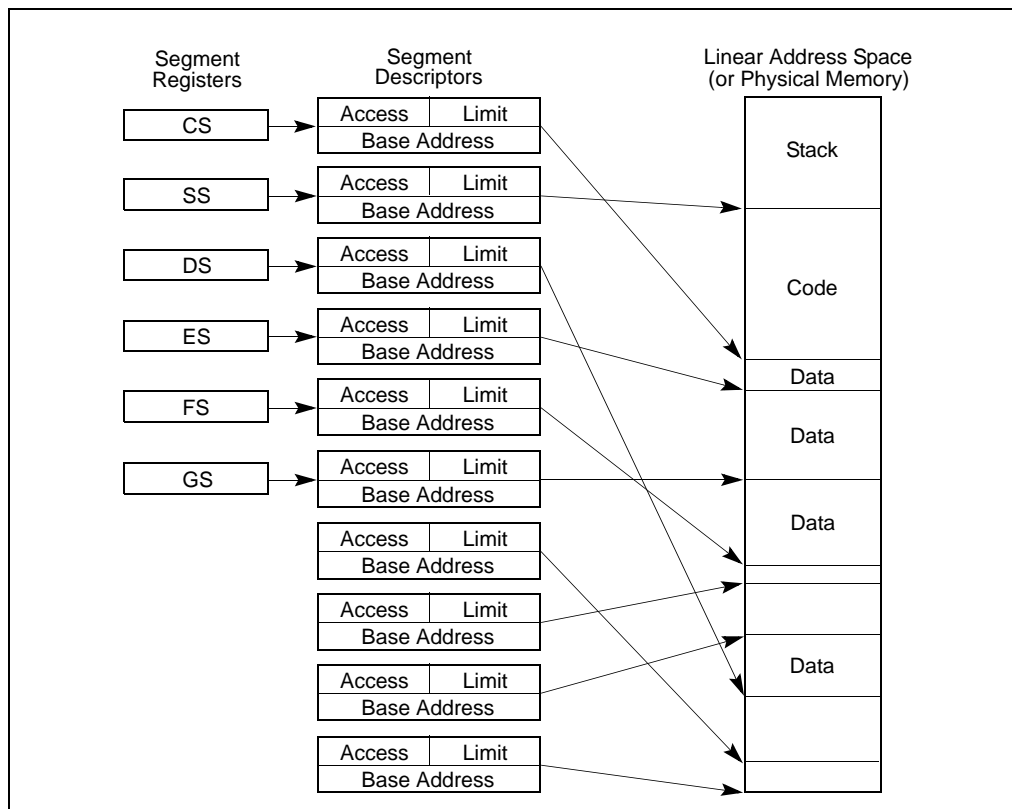 Segment
Registers
Segment
Descriptors
Linear Address Space
(or Physical Memory)
CS
Access Limit
Base Address
Stack
SS
Access Limit
Base Address
DS
Access Limit
Base Address
Code
ES
Access Limit
Base Address
Data
FS
Access Limit
Base Address
Data
GS
Access Limit
Base Address
Data
Access Limit
Base Address
Access Limit
Base Address
Access Limit
Base Address
Data
Access Limit
Base Address